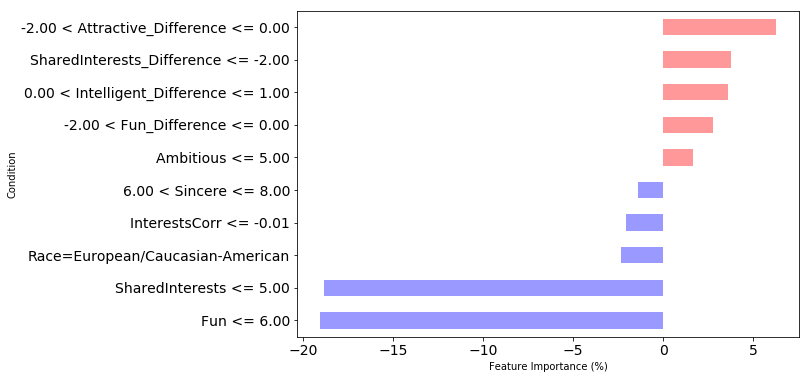 -2.00 < Attractive_Difference <= 0.00
SharedInterests_Difference <= -2.00
0.00 < Intelligent_Difference <= 1.00
-2.00 < Fun_Difference <= 0.00
Ambitious <= 5.00
6.00 < Sincere <= 8.00
InterestsCorr <= -0.01
Race=European/Caucasian-American
SharedInterests <= 5.00
Fun <= 6.00
Condition
−20 −15 −10 −5 0 5
Feature Importance (%)